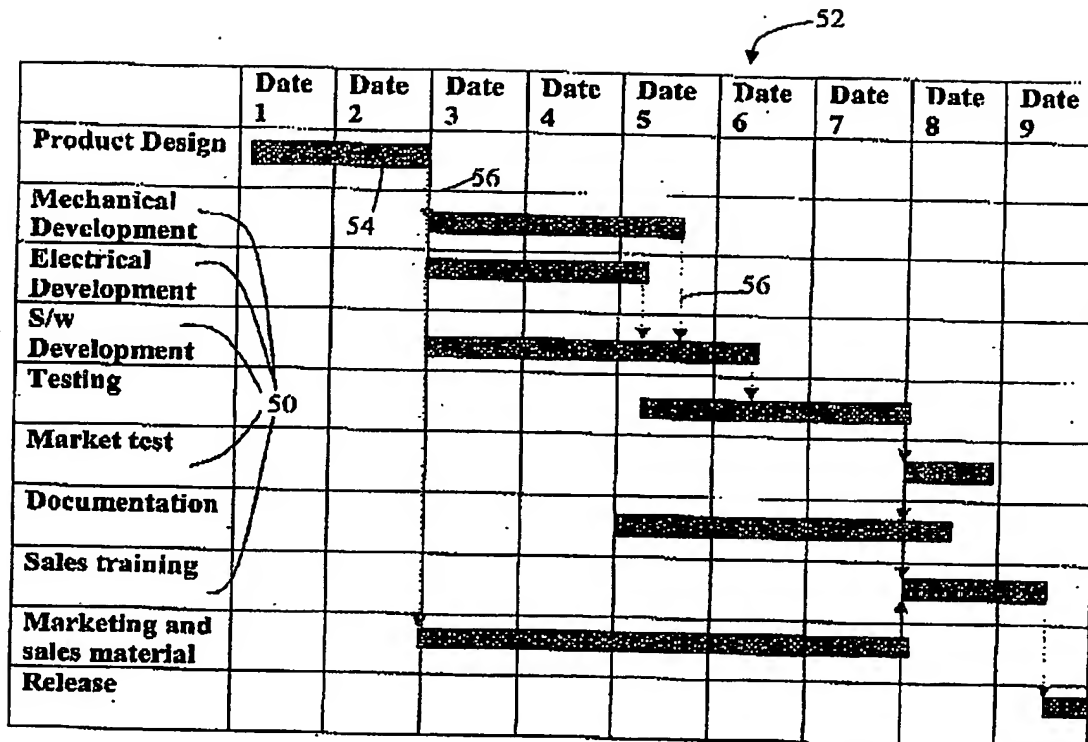 52
Date Date Date Date Date Date Date Date Date
1 2 3 4 5 6 7 8 9
Product Design
56
Mechanical
Development
54
Electrical
Development
56
S/w
Development
Testing
50
Market test
Documentation
Sales training
Marketing and
sales material
Release